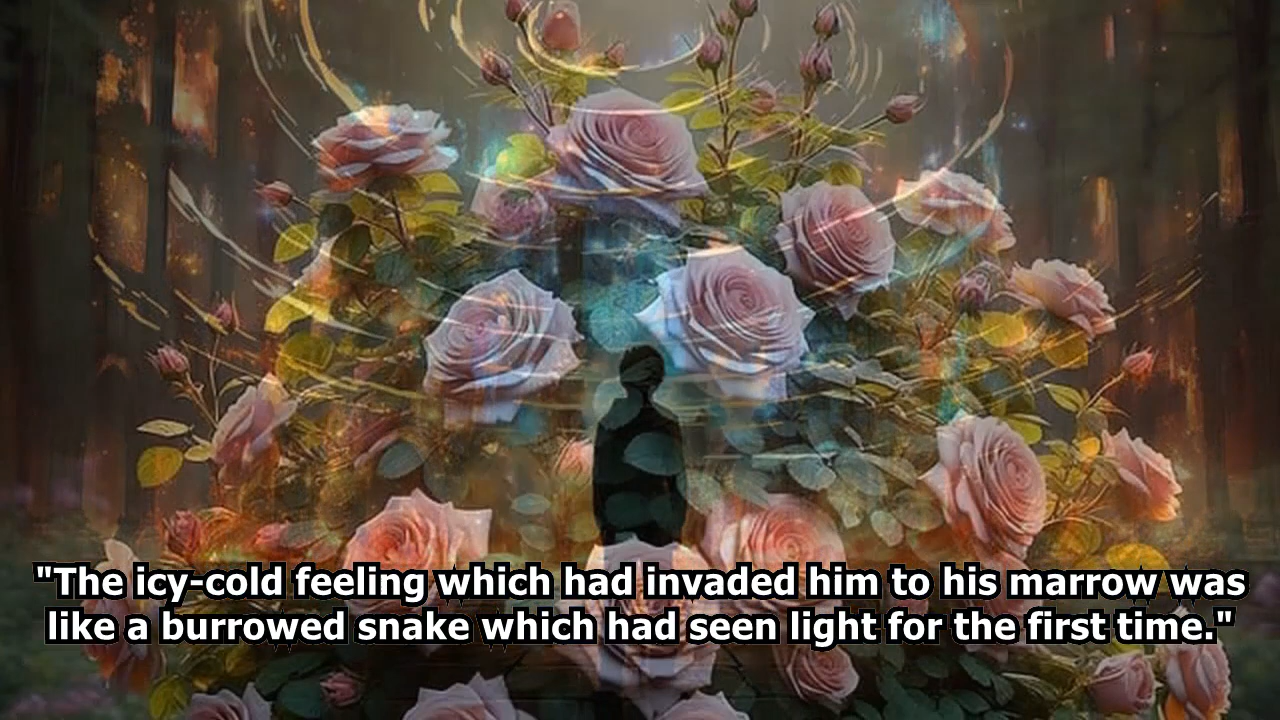 "The icy-cold feeling which had invaded him to his marrow was
like a burrowed snake which had seen light for the first time."